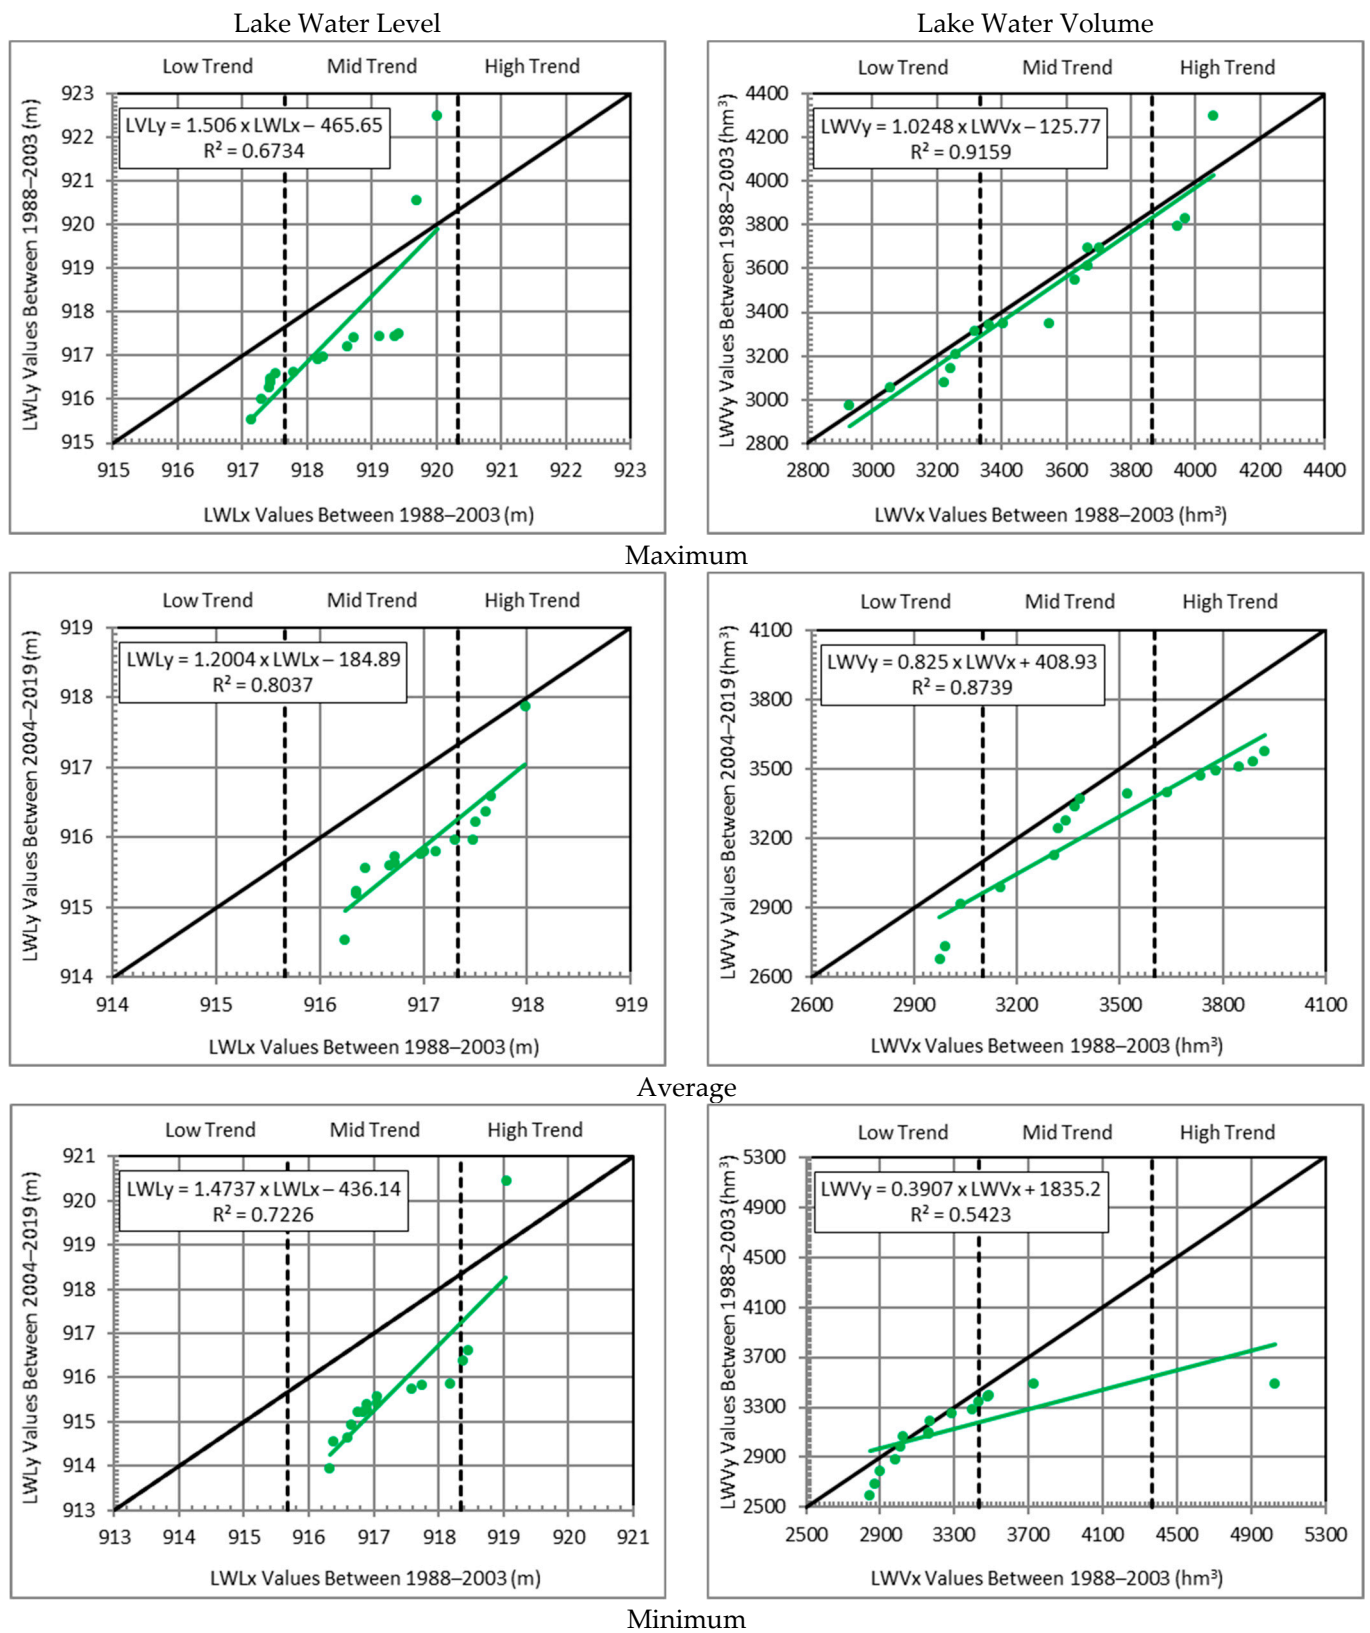 Lake Water Level
Lake Water Volume
Low Trend Mid Trend High Trend
LWLy Values Between 1988–2003 (m)
923
922
921
920
919
918
917
916
915
LVLy = 1.506 x LWLx – 465.65
R² = 0.6734
915 916 917 918 919 920 921 922 923
LWLx Values Between 1988–2003 (m)
Low Trend Mid Trend High Trend
LWVy Values Between 1988–2003 (hm³)
4400
4200
4000
3800
3600
3400
3200
3000
2800
LWVy = 1.0248 x LWVx – 125.77
R² = 0.9159
2800 3000 3200 3400 3600 3800 4000 4200 4400
LWVx Values Between 1988–2003 (hm³)
Maximum
Low Trend Mid Trend High Trend
LWLy Values Between 2004–2019 (m)
919
918
917
916
915
914
LWLy = 1.2004 x LWLx – 184.89
R² = 0.8037
914 915 916 917 918 919
LWLx Values Between 1988–2003 (m)
Low Trend Mid Trend High Trend
LWVy Values Between 2004–2019 (hm³)
4100
3800
3500
3200
2900
2600
LWVy = 0.825 x LWVx + 408.93
R² = 0.8739
2600 2900 3200 3500 3800 4100
LWVx Values Between 1988–2003 (hm³)
Average
Low Trend Mid Trend High Trend
LWLy Values Between 2004–2019 (m)
921
920
919
918
917
916
915
914
913
LWLy = 1.4737 x LWLx – 436.14
R² = 0.7226
913 914 915 916 917 918 919 920 921
LWLx Values Between 1988–2003 (m)
Low Trend Mid Trend High Trend
LWVy Values Between 1988–2003 (hm³)
5300
4900
4500
4100
3700
3300
2900
2500
LWVy = 0.3907 x LWVx + 1835.2
R² = 0.5423
2500 2900 3300 3700 4100 4500 4900 5300
LWVx Values Between 1988–2003 (hm³)
Minimum